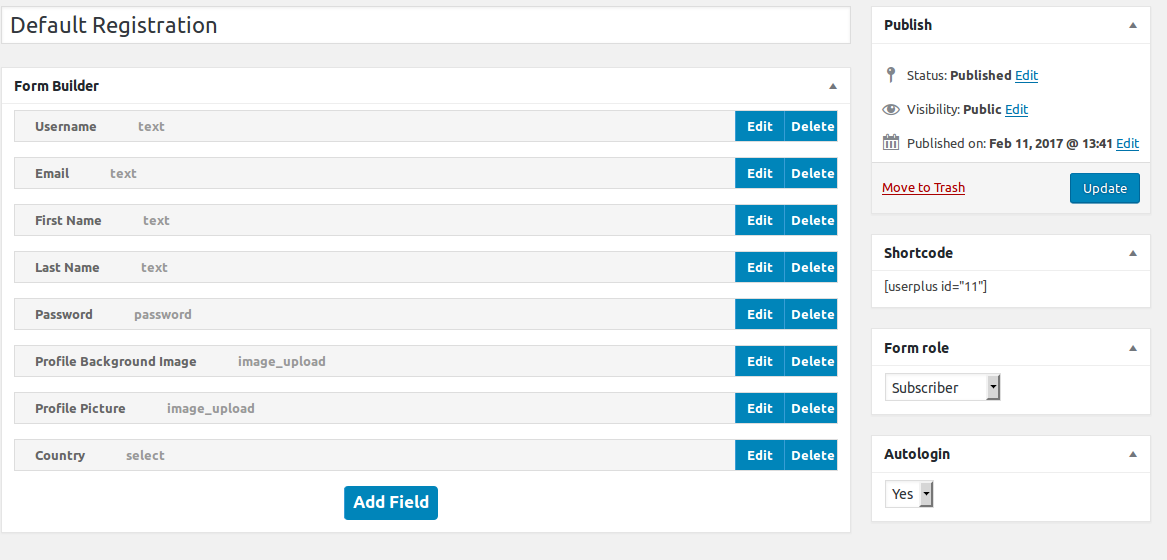 Default Registration
Form Builder
Username text Edit Delete
Email text Edit Delete
First Name text Edit Delete
Last Name text Edit Delete
Password password Edit Delete
Profile Background Image image_upload Edit Delete
Profile Picture image_upload Edit Delete
Country select Edit Delete
Add Field
Publish
Status: Published Edit
Visibility: Public Edit
Published on: Feb 11, 2017 @ 13:41 Edit
Move to Trash Update
Shortcode
[userplus id="11"]
Form role
Subscriber
Autologin
Yes